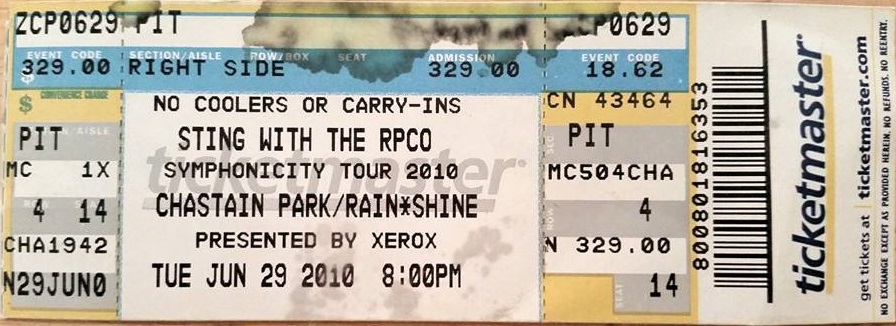 ZCP0629 PIT ZCP0629
EVENT CODE SECTION/AISLE ROW/BOX SEAT ADMISSION EVENT CODE
$ 329.00 RIGHT SIDE 329.00 18.62
$ CONVENIENCE CHARGE
NO COOLERS OR CARRY-INS
CN 43464
PIT STING WITH THE RPCO PIT
MC 1X SYMPHONICITY TOUR 2010 MC504CHA
ticketmaster
4 14 CHASTAIN PARK/RAIN*SHINE 4
CHA1942 PRESENTED BY XEROX N 329.00
N29JUN0 TUE JUN 29 2010 8:00PM 14
SEAT
800801816353
ticketmaster
get tickets at ticketmaster.com
NO EXCHANGE EXCEPT AS PROVIDED HEREIN, NO REFUNDS. NO REENTRY.